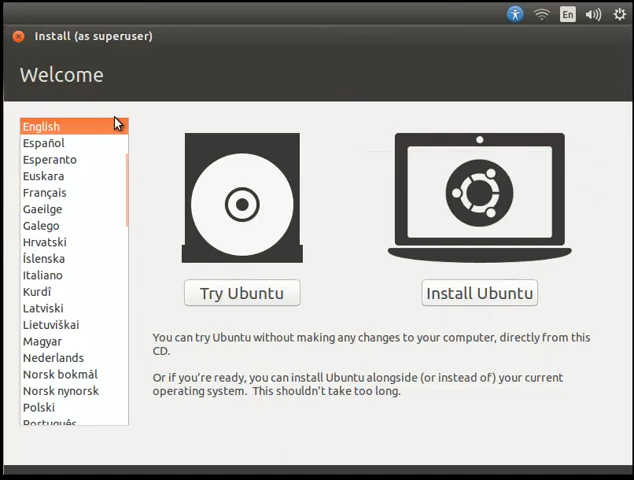 En
Install (as superuser)
Welcome
English
Español
Esperanto
Euskara
Français
Gaeilge
Galego
Hrvatski
Íslenska
Italiano
Kurdî
Latviski
Lietuviškai
Magyar
Nederlands
Norsk bokmål
Norsk nynorsk
Polski
Português
Try Ubuntu
Install Ubuntu
You can try Ubuntu without making any changes to your computer, directly from this
CD.
Or if you're ready, you can install Ubuntu alongside (or instead of) your current
operating system. This shouldn't take too long.